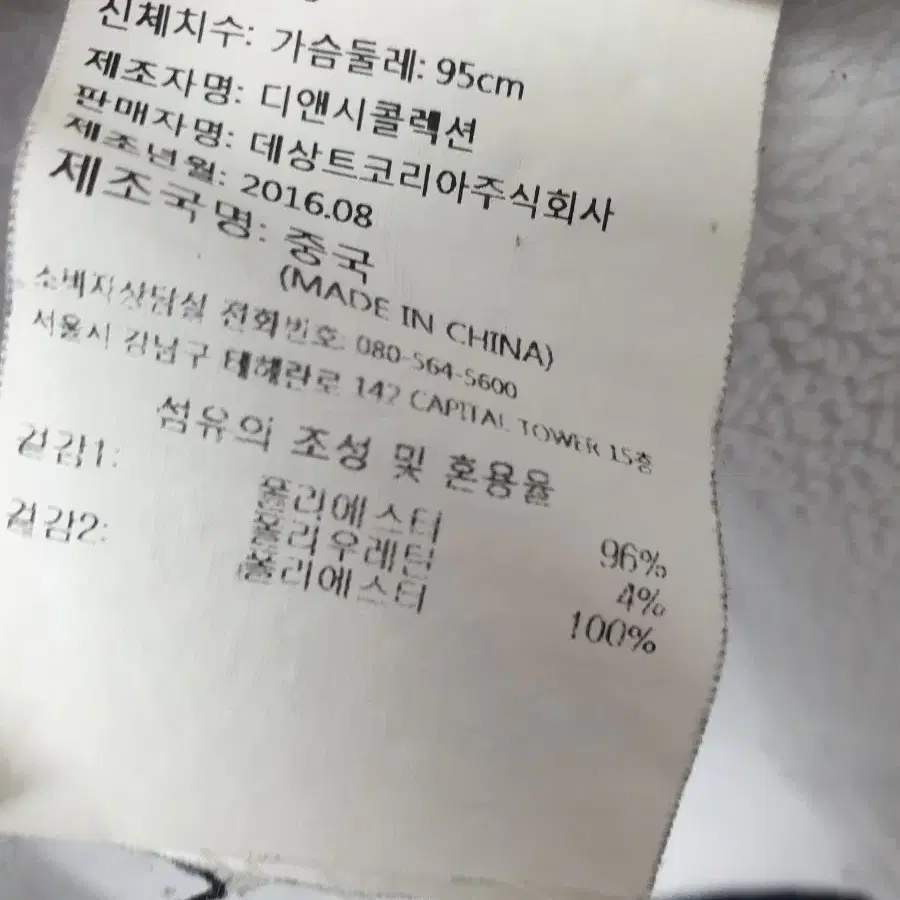 신체치수: 가슴둘레: 95cm
제조자명: 디앤시콜렉션
판매자명: 데상트코리아주식회사
제조년월: 2016.08
제조국명: 중국
(MADE IN CHINA)
소비자상담실 전화번호: 080-564-5600
서울시 강남구 테헤란로 142 CAPITAL TOWER 15층
섬유의 조성 및 혼용율
겉감1:
폴리에스터 96%
폴리우레탄 4%
겉감2:
폴리에스터 100%